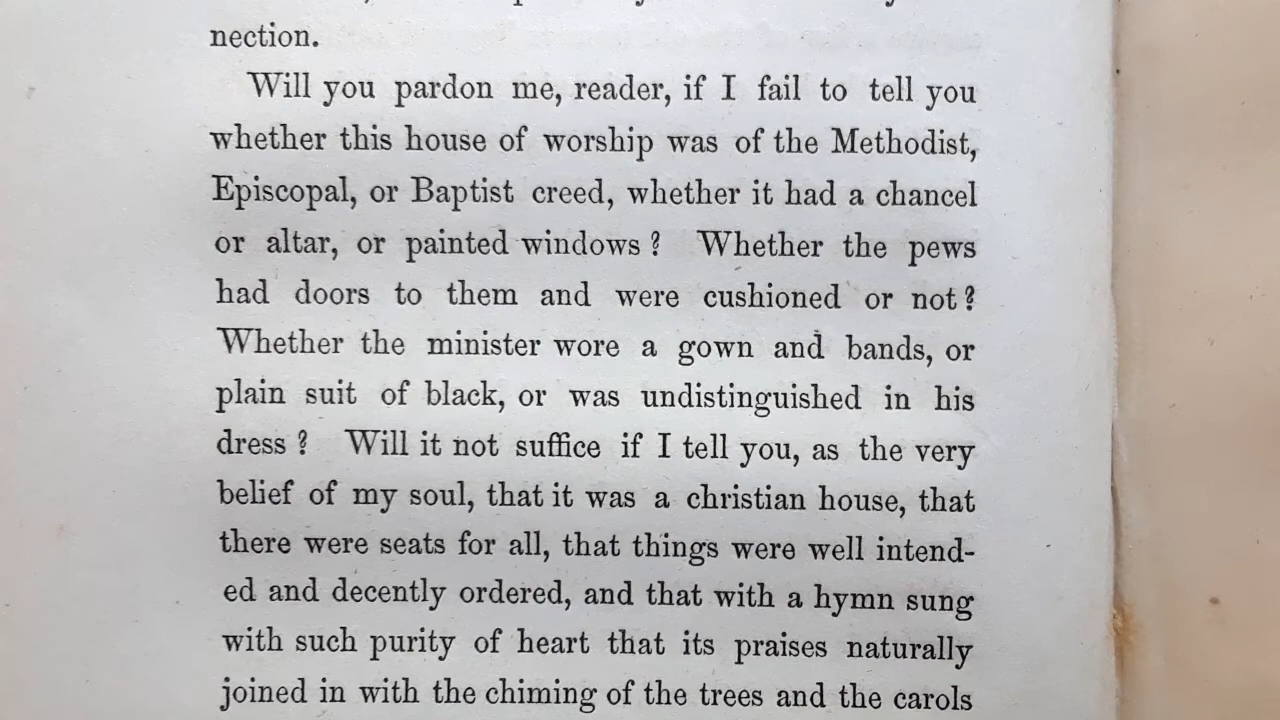 nection.
Will you pardon me, reader, if I fail to tell you
whether this house of worship was of the Methodist,
Episcopal, or Baptist creed, whether it had a chancel
or altar, or painted windows? Whether the pews
had doors to them and were cushioned or not?
Whether the minister wore a gown and bands, or
plain suit of black, or was undistinguished in his
dress? Will it not suffice if I tell you, as the very
belief of my soul, that it was a christian house, that
there were seats for all, that things were well intend-
ed and decently ordered, and that with a hymn sung
with such purity of heart that its praises naturally
joined in with the chiming of the trees and the carols